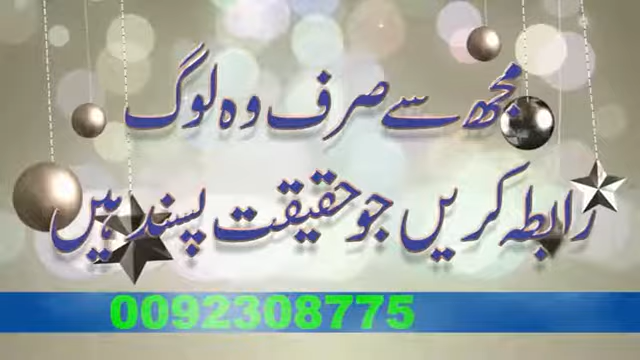 مجھ سے صرف وہ لوگ
رابطہ کریں جو حقیقت پسند ہیں
0092308775